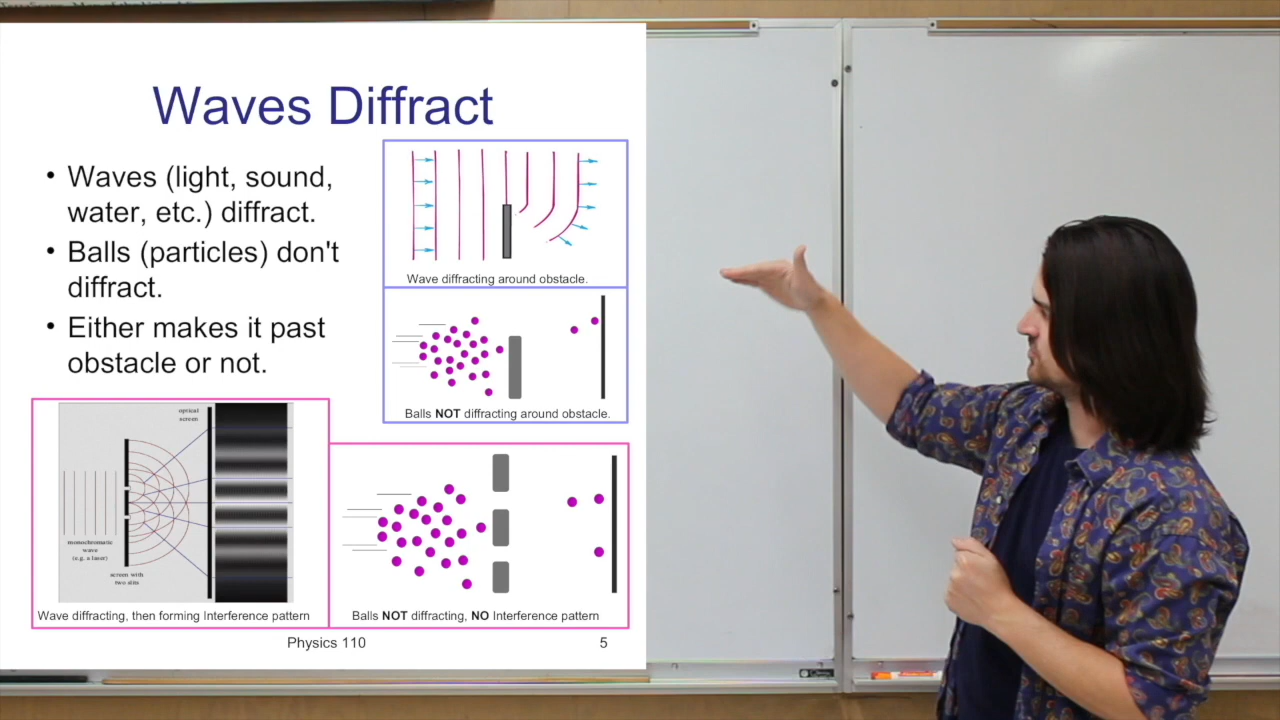 Waves Diffract
• Waves (light, sound,
water, etc.) diffract.
• Balls (particles) don't
diffract.
• Either makes it past
obstacle or not.
Wave diffracting around obstacle.
Balls NOT diffracting around obstacle.
optical
screen
monochromatic
wave
(e.g. a laser)
screen with
two slits
Wave diffracting, then forming Interference pattern
Balls NOT diffracting, NO Interference pattern
Physics 110
5